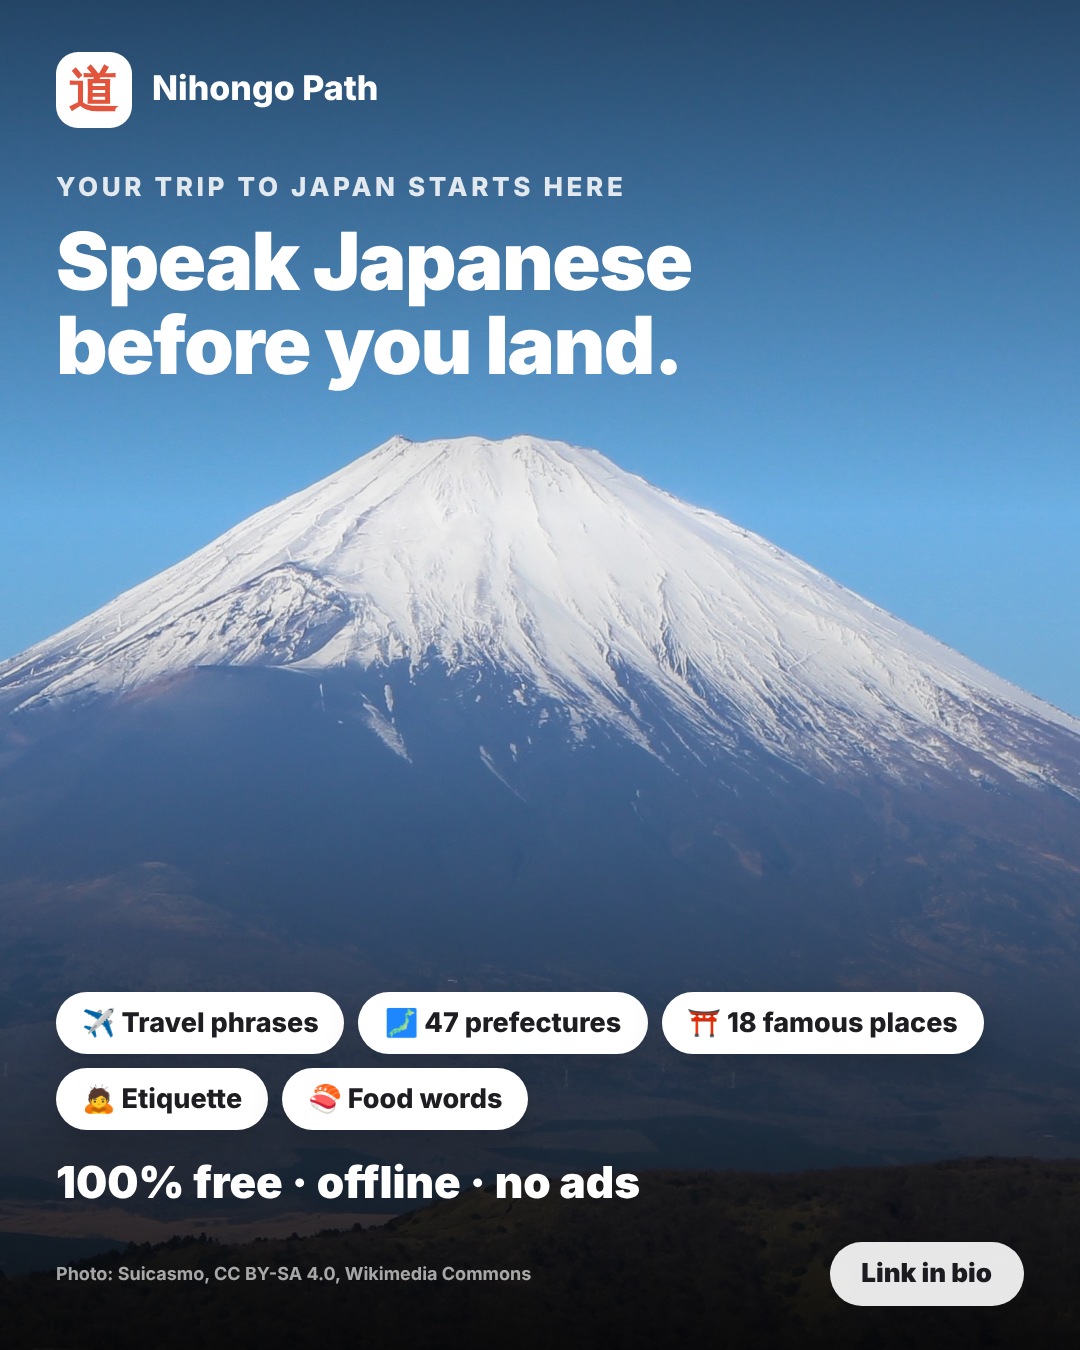 道 Nihongo Path
YOUR TRIP TO JAPAN STARTS HERE
Speak Japanese
before you land.
✈️ Travel phrases 🗾 47 prefectures ⛩️ 18 famous places
🙇 Etiquette 🍣 Food words
100% free · offline · no ads
Photo: Suicasmo, CC BY-SA 4.0, Wikimedia Commons
Link in bio